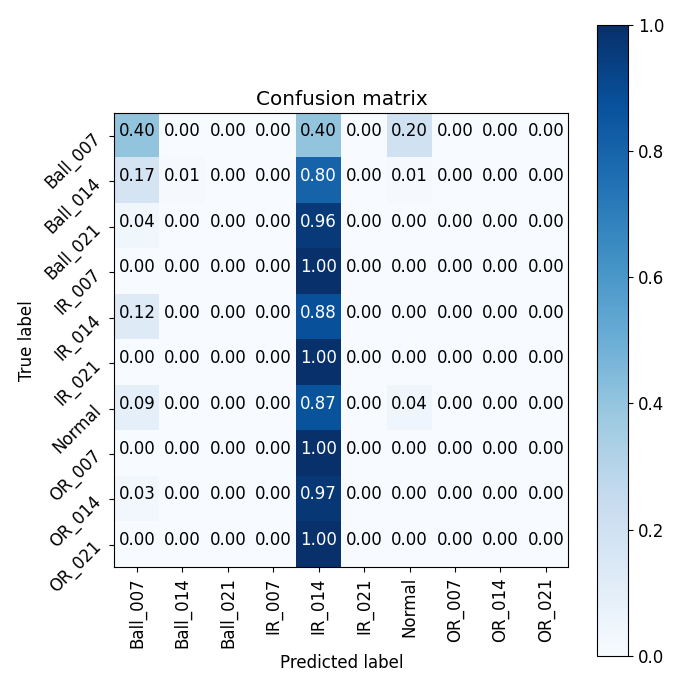 Confusion matrix
True label
Ball_007 0.40 0.00 0.00 0.00 0.40 0.00 0.20 0.00 0.00 0.00
Ball_014 0.17 0.01 0.00 0.00 0.80 0.00 0.01 0.00 0.00 0.00
Ball_021 0.04 0.00 0.00 0.00 0.96 0.00 0.00 0.00 0.00 0.00
IR_007 0.00 0.00 0.00 0.00 1.00 0.00 0.00 0.00 0.00 0.00
IR_014 0.12 0.00 0.00 0.00 0.88 0.00 0.00 0.00 0.00 0.00
IR_021 0.00 0.00 0.00 0.00 1.00 0.00 0.00 0.00 0.00 0.00
Normal 0.09 0.00 0.00 0.00 0.87 0.00 0.04 0.00 0.00 0.00
OR_007 0.00 0.00 0.00 0.00 1.00 0.00 0.00 0.00 0.00 0.00
OR_014 0.03 0.00 0.00 0.00 0.97 0.00 0.00 0.00 0.00 0.00
OR_021 0.00 0.00 0.00 0.00 1.00 0.00 0.00 0.00 0.00 0.00
Ball_007 Ball_014 Ball_021 IR_007 IR_014 IR_021 Normal OR_007 OR_014 OR_021
Predicted label
1.0
0.8
0.6
0.4
0.2
0.0